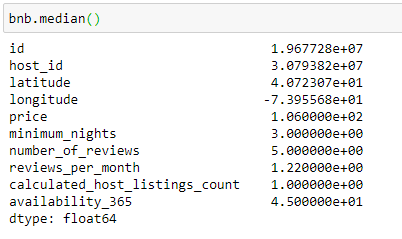 bnb.median()
id 1.967728e+07
host_id 3.079382e+07
latitude 4.072307e+01
longitude -7.395568e+01
price 1.060000e+02
minimum_nights 3.000000e+00
number_of_reviews 5.000000e+00
reviews_per_month 1.220000e+00
calculated_host_listings_count 1.000000e+00
availability_365 4.500000e+01
dtype: float64